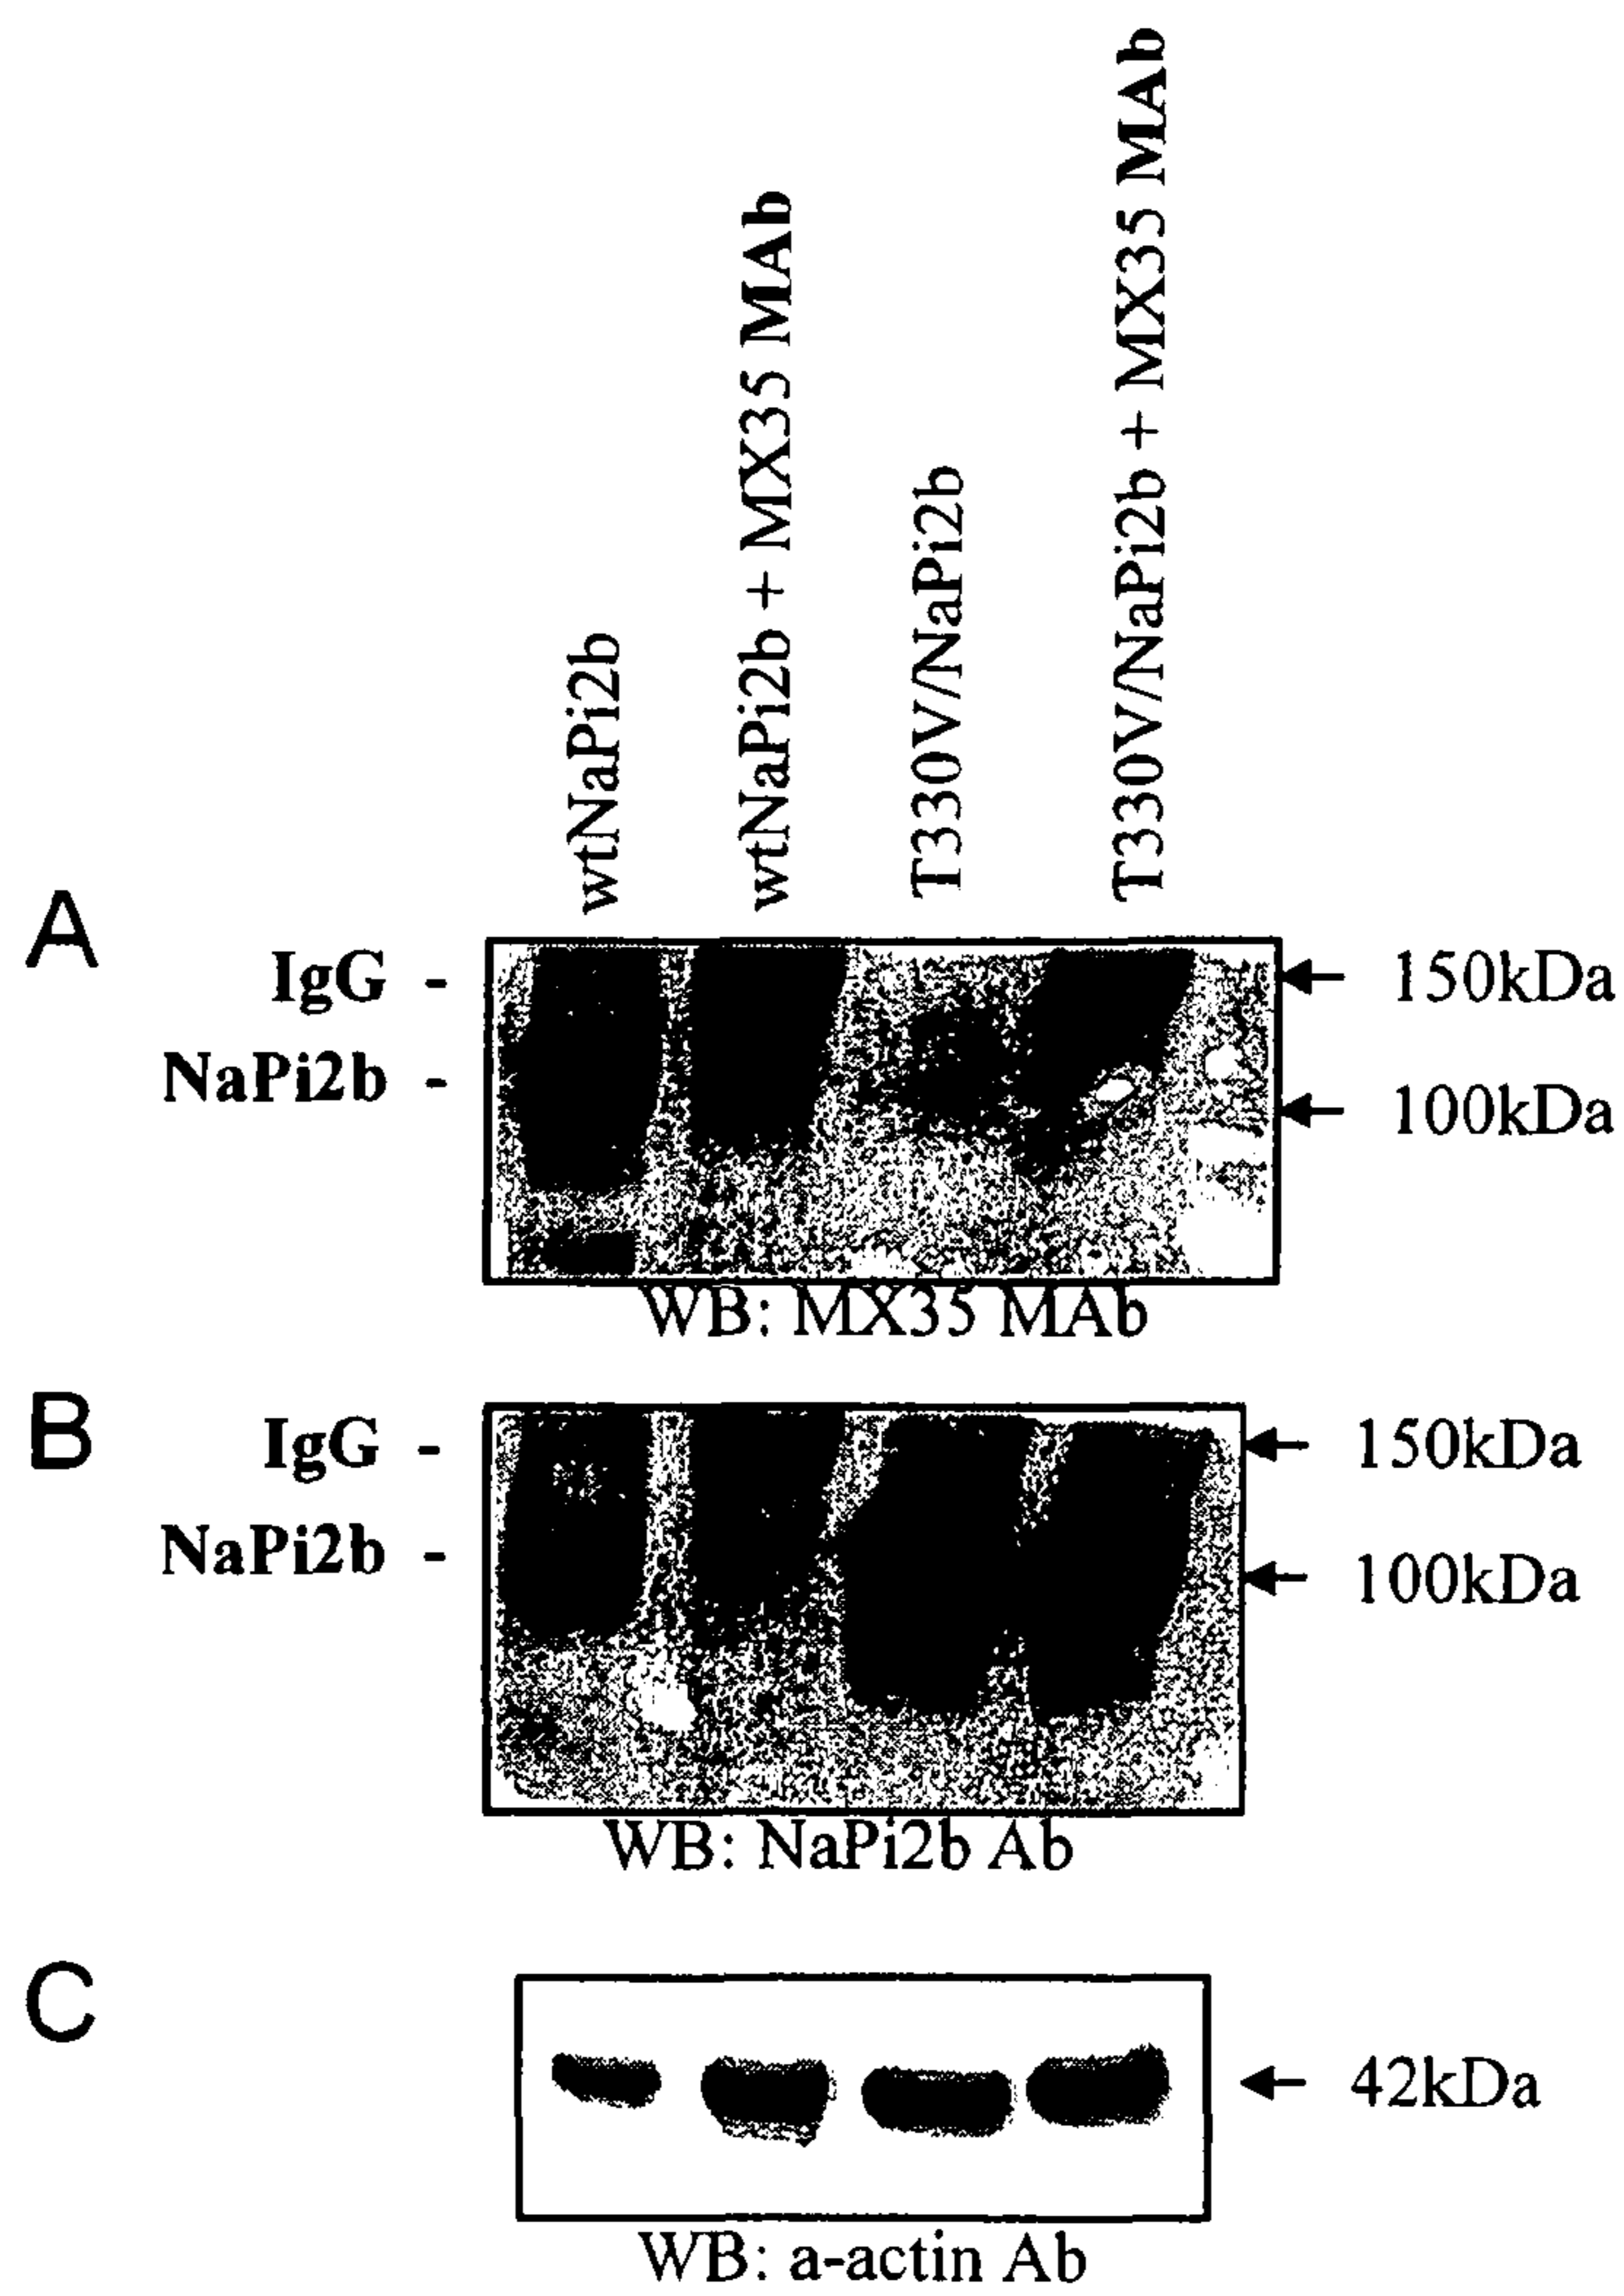 wtNaPi2b
wtNaPi2b + MX35 MAb
T330V/NaPi2b
T330V/NaPi2b + MX35 MAb
A
IgG -
NaPi2b -
150kDa
100kDa
WB: MX35 MAb
B
IgG -
NaPi2b -
150kDa
100kDa
WB: NaPi2b Ab
C
42kDa
WB: a-actin Ab